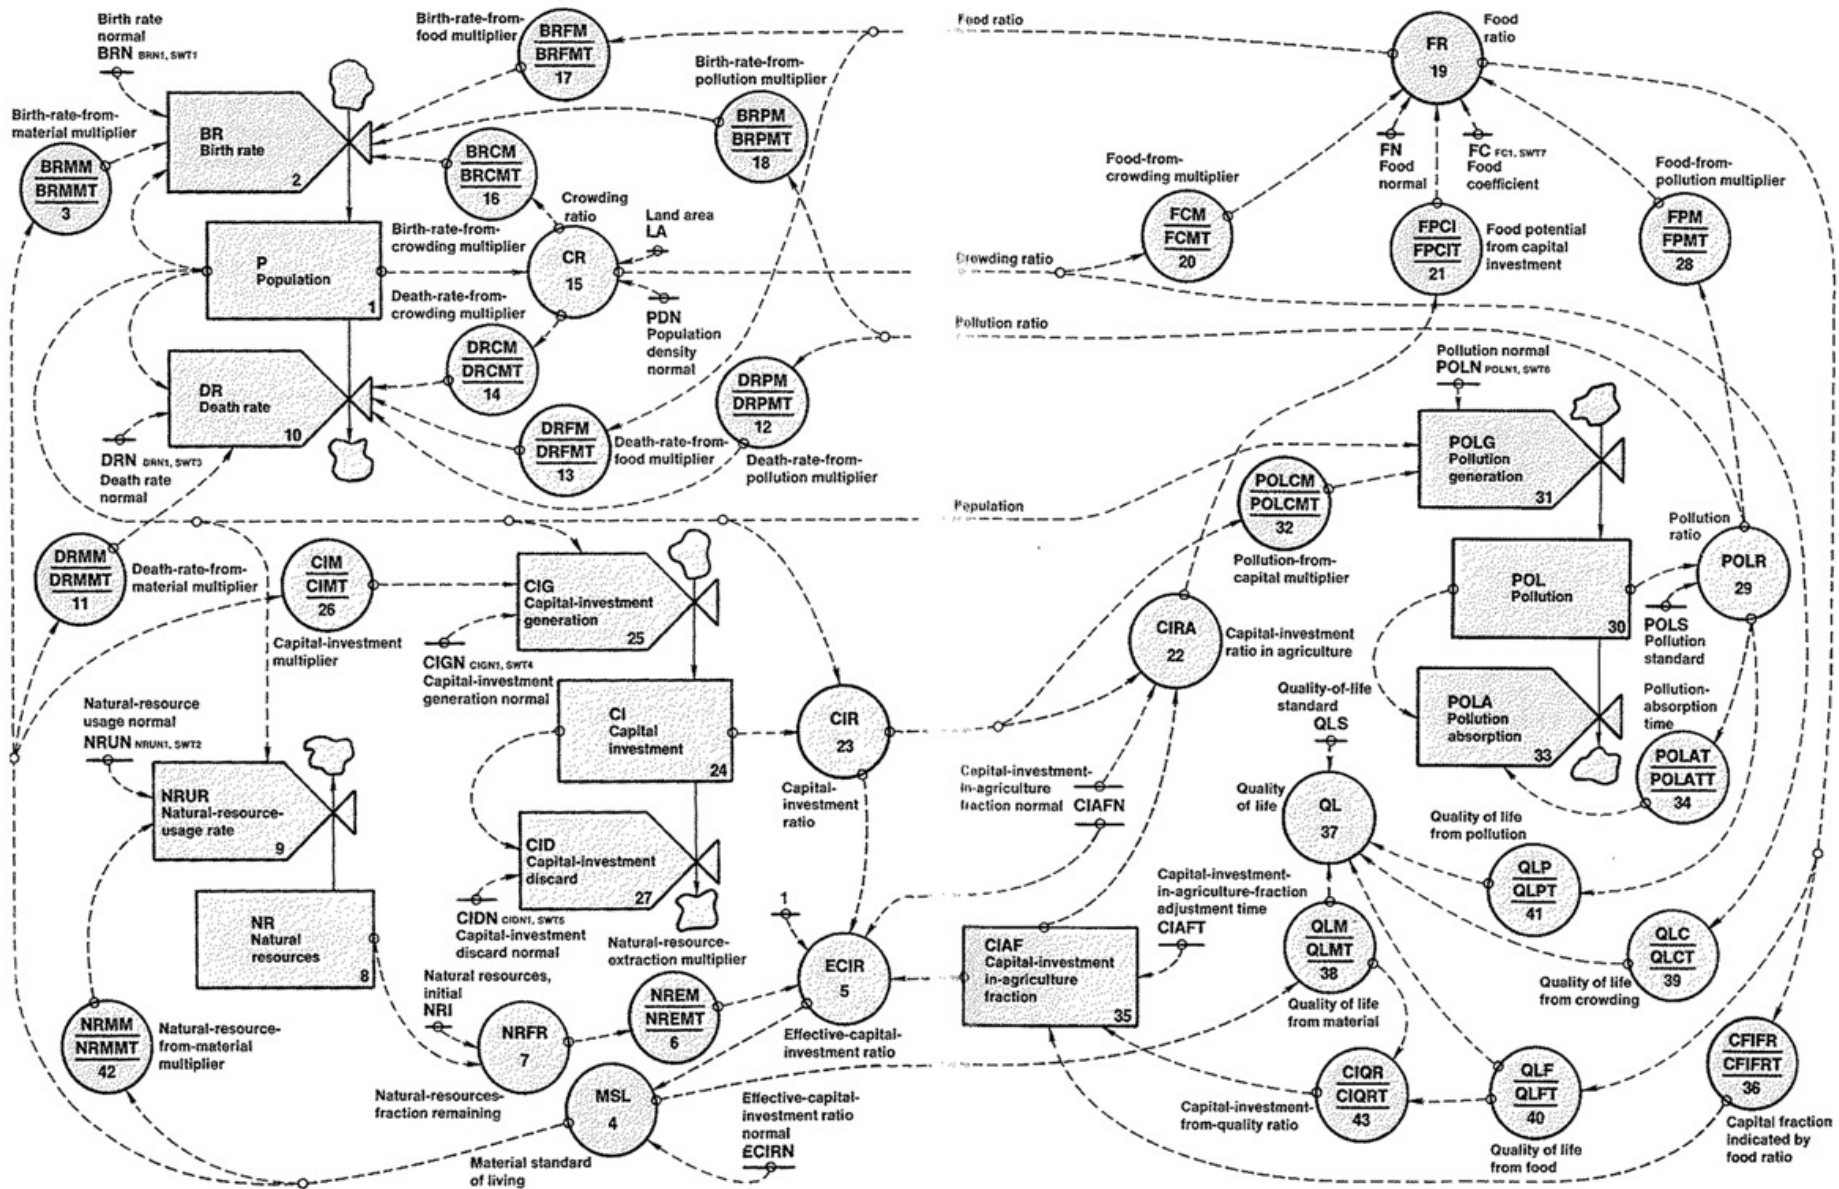 Birth rate
normal
BRN BRN1, SWT1
Birth-rate-from-
food multiplier
BRFM
BRFMT
17
Birth-rate-from-
pollution multiplier
BRPM
BRPMT
18
Birth-rate-from-
material multiplier
BRMM
BRMMT
3
BR
Birth rate
2
BRCM
BRCMT
16
Birth-rate-from-
crowding multiplier
Crowding
ratio
CR
15
Land area
LA
PDN
Population
density
normal
P
Population
1
Death-rate-from-
crowding multiplier
DRCM
DRCMT
14
DR
Death rate
10
DRN DRN1, SWT3
Death rate
normal
DRFM
DRFMT
13
Death-rate-from-
food multiplier
DRPM
DRPMT
12
Death-rate-from-
pollution multiplier
DRMM
DRMMT
11
Death-rate-from-
material multiplier
CIM
CIMT
26
Capital-investment
multiplier
CIG
Capital-investment
generation
25
CIGN CIGN1, SWT4
Capital-investment
generation normal
CI
Capital
investment
24
CIR
23
Capital-
investment
ratio
Natural-resource
usage normal
NRUN NRUN1, SWT2
NRUR
Natural-resource-
usage rate
9
NR
Natural
resources
8
CID
Capital-investment
discard
27
CIDN CIDN1, SWT5
Capital-investment
discard normal
Natural-resource-
extraction multiplier
NREM
NREMT
6
Natural resources,
initial
NRI
NRFR
7
Natural-resources-
fraction remaining
1
ECIR
5
Effective-capital-
investment ratio
NRMM
NRMMT
42
Natural-resource-
from-material
multiplier
MSL
4
Material standard
of living
Effective-capital-
investment ratio
normal
ECIRN
Food ratio
FR
19
Food
ratio
FN
Food
normal
FC FC1, SWT7
Food
coefficient
Food-from-
crowding multiplier
FCM
FCMT
20
FPCI
FPCIT
21
Food potential
from capital
investment
Food-from-
pollution multiplier
FPM
FPMT
28
Crowding ratio
Pollution ratio
Pollution normal
POLN POLN1, SWT6
POLG
Pollution
generation
31
POLCM
POLCMT
32
Pollution-from-
capital multiplier
Population
POL
Pollution
30
Pollution
ratio
POLR
29
POLS
Pollution
standard
CIRA
22
Capital-investment
ratio in agriculture
POLA
Pollution
absorption
33
Pollution-
absorption
time
POLAT
POLATT
34
Quality-of-life
standard
QLS
Quality
of life
QL
37
Capital-investment-
in-agriculture
fraction normal
CIAFN
Quality of life
from pollution
QLP
QLPT
41
Capital-investment-
in-agriculture-fraction
adjustment time
CIAFT
CIAF
Capital-investment
in-agriculture
fraction
35
QLM
QLMT
38
Quality of life
from material
QLC
QLCT
39
Quality of life
from crowding
CIQR
CIQRT
43
Capital-investment-
from-quality ratio
QLF
QLFT
40
Quality of life
from food
CFIFR
CFIFRT
36
Capital fraction
indicated by
food ratio